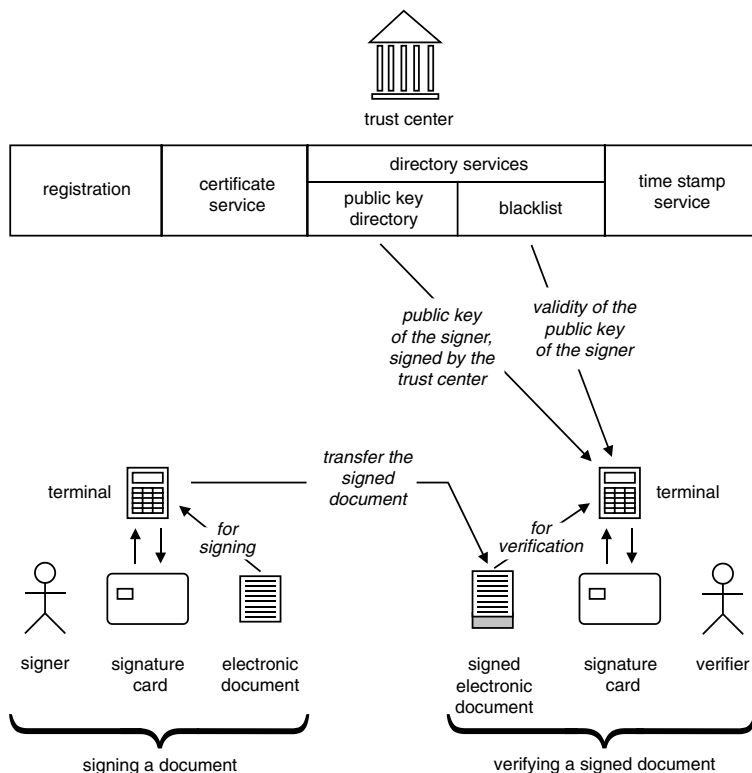 trust center
registration
certificate
service
directory services
public key
directory
blacklist
time stamp
service
public key
of the signer,
signed by the
trust center
validity of the
public key
of the signer
terminal
transfer the
signed
document
terminal
for
signing
for
verification
signer
signature
card
electronic
document
signed
electronic
document
signature
card
verifier
signing a document
verifying a signed document